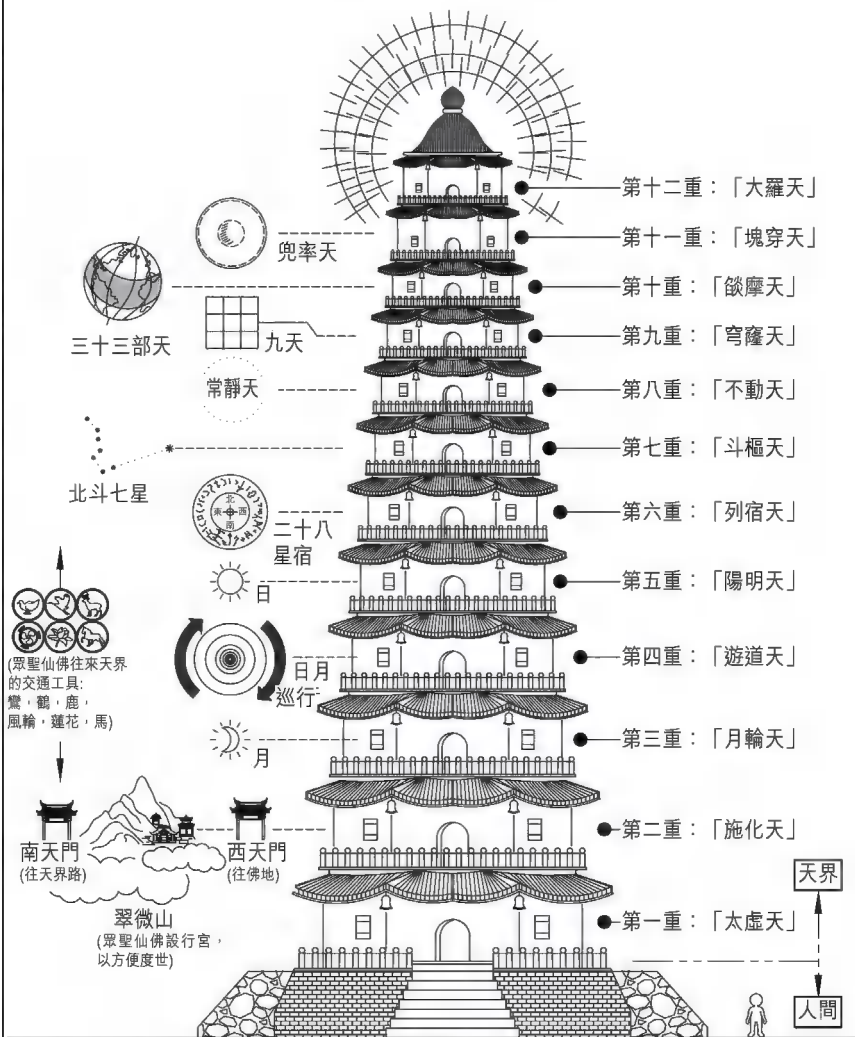 第十二重：「大羅天」
第十一重：「塊穿天」
兜率天
第十重：「燄摩天」
三十三部天
第九重：「穹窿天」
九天
第八重：「不動天」
常靜天
第七重：「斗樞天」
北斗七星
第六重：「列宿天」
北
東 西
南
二十八
星宿
第五重：「陽明天」
日
第四重：「遊道天」
日月
巡行
(眾聖仙佛往來天界
的交通工具:
鸞，鶴，鹿，
風輪，蓮花，馬)
第三重：「月輪天」
月
第二重：「施化天」
南天門
(往天界路)
西天門
(往佛地)
翠微山
(眾聖仙佛設行宮，
以方便度世)
第一重：「太虛天」
天界
人間